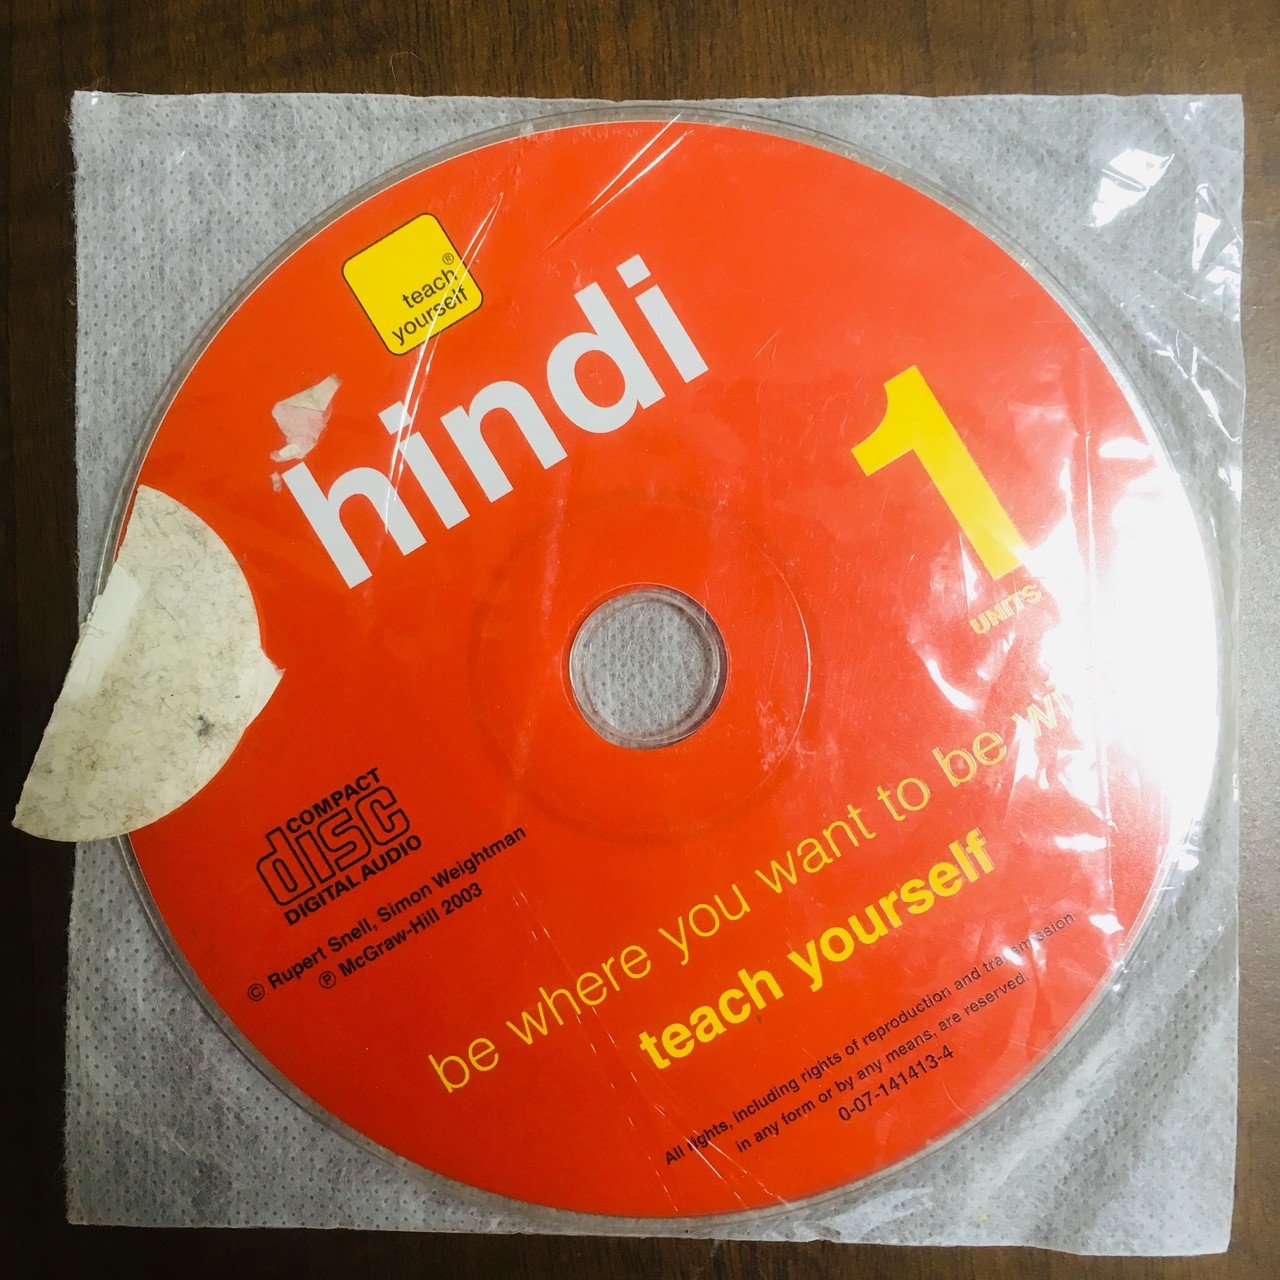 teach®
yourself
hindi
1
UNITS
be where you want to be
teach yourself
COMPACT
disc
DIGITAL AUDIO
© Rupert Snell, Simon Weightman
℗ McGraw-Hill 2003
All rights, including rights of reproduction and transmission
in any form or by any means, are reserved.
0-07-141413-4